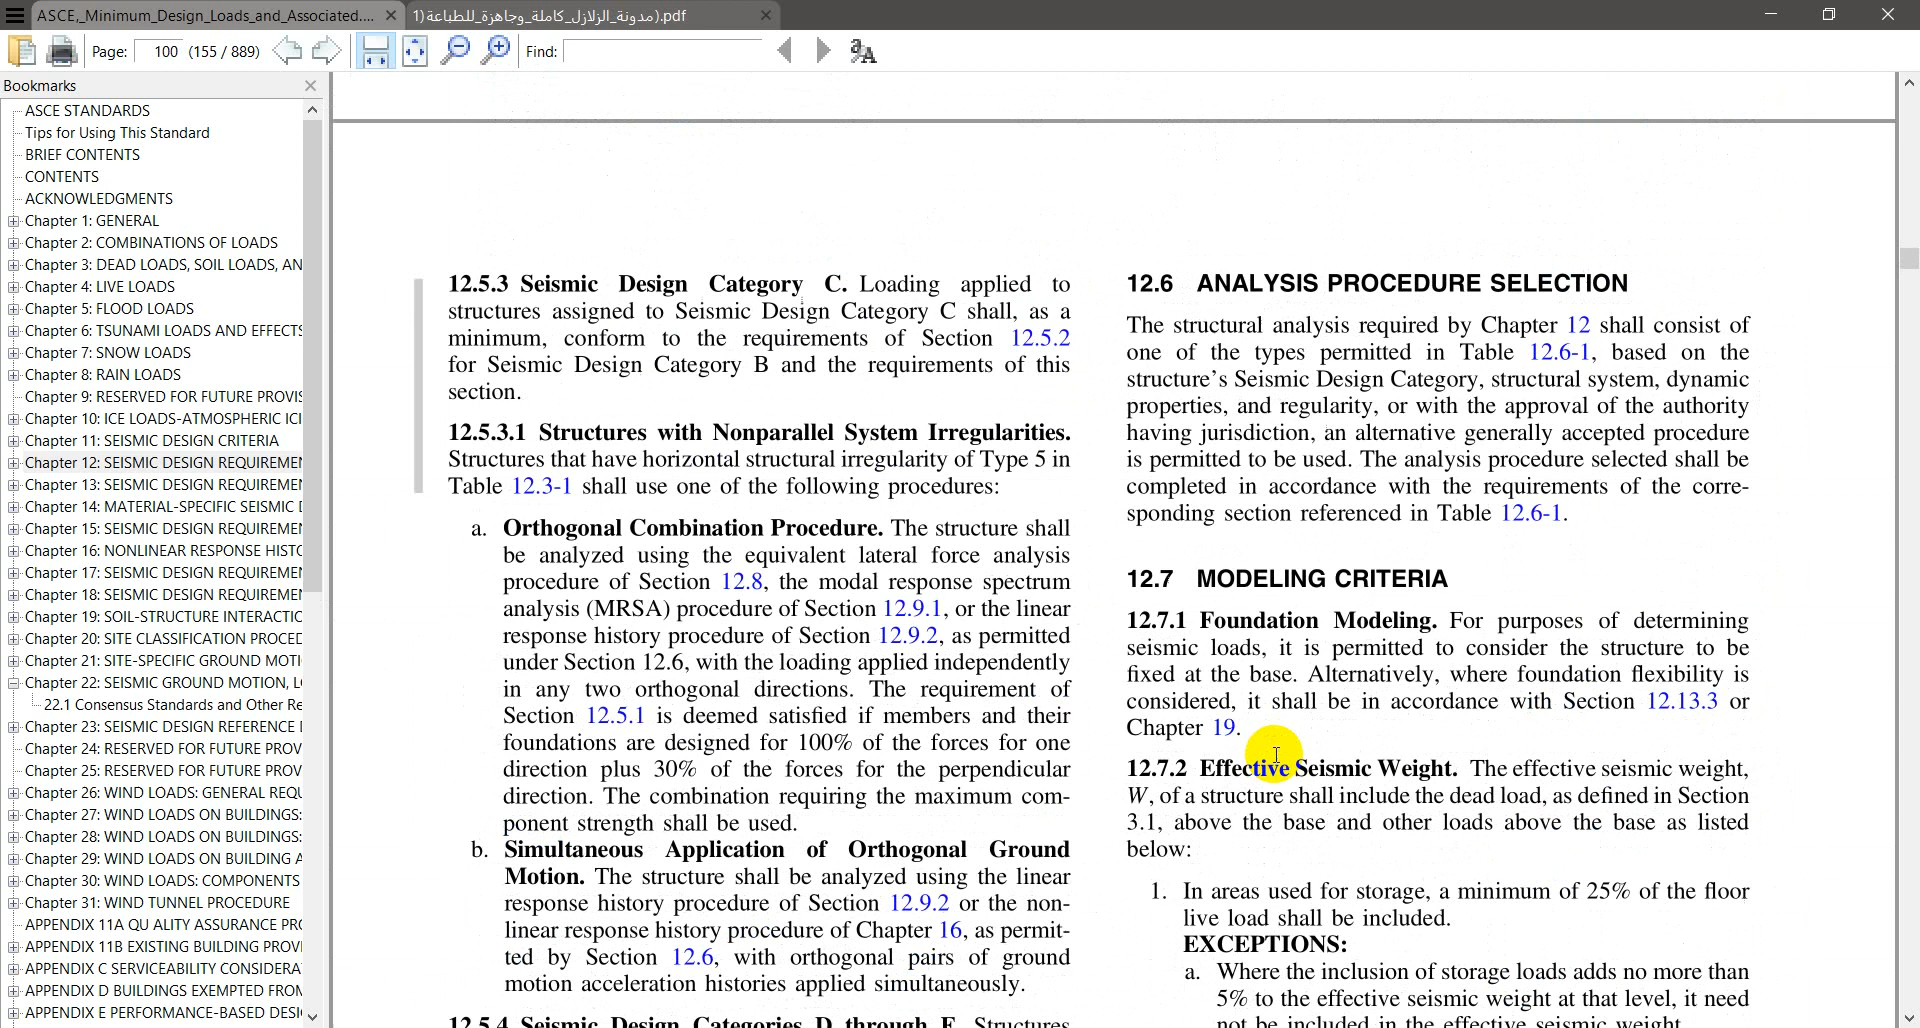 ASCE,_Minimum_Design_Loads_and_Associated....
1)مدونة_الزلازل_كاملة_وجاهزة_للطباعة).pdf
Page: 100 (155 / 889)
Find:
Bookmarks
ASCE STANDARDS
Tips for Using This Standard
BRIEF CONTENTS
CONTENTS
ACKNOWLEDGMENTS
Chapter 1: GENERAL
Chapter 2: COMBINATIONS OF LOADS
Chapter 3: DEAD LOADS, SOIL LOADS, AN
Chapter 4: LIVE LOADS
Chapter 5: FLOOD LOADS
Chapter 6: TSUNAMI LOADS AND EFFECTS
Chapter 7: SNOW LOADS
Chapter 8: RAIN LOADS
Chapter 9: RESERVED FOR FUTURE PROVIS
Chapter 10: ICE LOADS-ATMOSPHERIC ICI
Chapter 11: SEISMIC DESIGN CRITERIA
Chapter 12: SEISMIC DESIGN REQUIREMEN
Chapter 13: SEISMIC DESIGN REQUIREMEN
Chapter 14: MATERIAL-SPECIFIC SEISMIC
Chapter 15: SEISMIC DESIGN REQUIREMEN
Chapter 16: NONLINEAR RESPONSE HISTO
Chapter 17: SEISMIC DESIGN REQUIREMEN
Chapter 18: SEISMIC DESIGN REQUIREMEN
Chapter 19: SOIL-STRUCTURE INTERACTIO
Chapter 20: SITE CLASSIFICATION PROCED
Chapter 21: SITE-SPECIFIC GROUND MOTI
Chapter 22: SEISMIC GROUND MOTION, L
22.1 Consensus Standards and Other Re
Chapter 23: SEISMIC DESIGN REFERENCE
Chapter 24: RESERVED FOR FUTURE PROV
Chapter 25: RESERVED FOR FUTURE PROV
Chapter 26: WIND LOADS: GENERAL REQU
Chapter 27: WIND LOADS ON BUILDINGS:
Chapter 28: WIND LOADS ON BUILDINGS:
Chapter 29: WIND LOADS ON BUILDING A
Chapter 30: WIND LOADS: COMPONENTS
Chapter 31: WIND TUNNEL PROCEDURE
APPENDIX 11A QU ALITY ASSURANCE PRO
APPENDIX 11B EXISTING BUILDING PROVI
APPENDIX C SERVICEABILITY CONSIDERA
APPENDIX D BUILDINGS EXEMPTED FROM
APPENDIX E PERFORMANCE-BASED DESI
12.5.3 Seismic Design Category C. Loading applied to
structures assigned to Seismic Design Category C shall, as a
minimum, conform to the requirements of Section 12.5.2
for Seismic Design Category B and the requirements of this
section.
12.5.3.1 Structures with Nonparallel System Irregularities.
Structures that have horizontal structural irregularity of Type 5 in
Table 12.3-1 shall use one of the following procedures:
a. Orthogonal Combination Procedure. The structure shall
be analyzed using the equivalent lateral force analysis
procedure of Section 12.8, the modal response spectrum
analysis (MRSA) procedure of Section 12.9.1, or the linear
response history procedure of Section 12.9.2, as permitted
under Section 12.6, with the loading applied independently
in any two orthogonal directions. The requirement of
Section 12.5.1 is deemed satisfied if members and their
foundations are designed for 100% of the forces for one
direction plus 30% of the forces for the perpendicular
direction. The combination requiring the maximum com-
ponent strength shall be used.
b. Simultaneous Application of Orthogonal Ground
Motion. The structure shall be analyzed using the linear
response history procedure of Section 12.9.2 or the non-
linear response history procedure of Chapter 16, as permit-
ted by Section 12.6, with orthogonal pairs of ground
motion acceleration histories applied simultaneously.
12.5.4 Seismic Design Categories D through F. Structures
12.6 ANALYSIS PROCEDURE SELECTION
The structural analysis required by Chapter 12 shall consist of
one of the types permitted in Table 12.6-1, based on the
structure's Seismic Design Category, structural system, dynamic
properties, and regularity, or with the approval of the authority
having jurisdiction, an alternative generally accepted procedure
is permitted to be used. The analysis procedure selected shall be
completed in accordance with the requirements of the corre-
sponding section referenced in Table 12.6-1.
12.7 MODELING CRITERIA
12.7.1 Foundation Modeling. For purposes of determining
seismic loads, it is permitted to consider the structure to be
fixed at the base. Alternatively, where foundation flexibility is
considered, it shall be in accordance with Section 12.13.3 or
Chapter 19.
12.7.2 Effective Seismic Weight. The effective seismic weight,
W, of a structure shall include the dead load, as defined in Section
3.1, above the base and other loads above the base as listed
below:
1. In areas used for storage, a minimum of 25% of the floor
live load shall be included.
EXCEPTIONS:
a. Where the inclusion of storage loads adds no more than
5% to the effective seismic weight at that level, it need
not be included in the effective seismic weight.